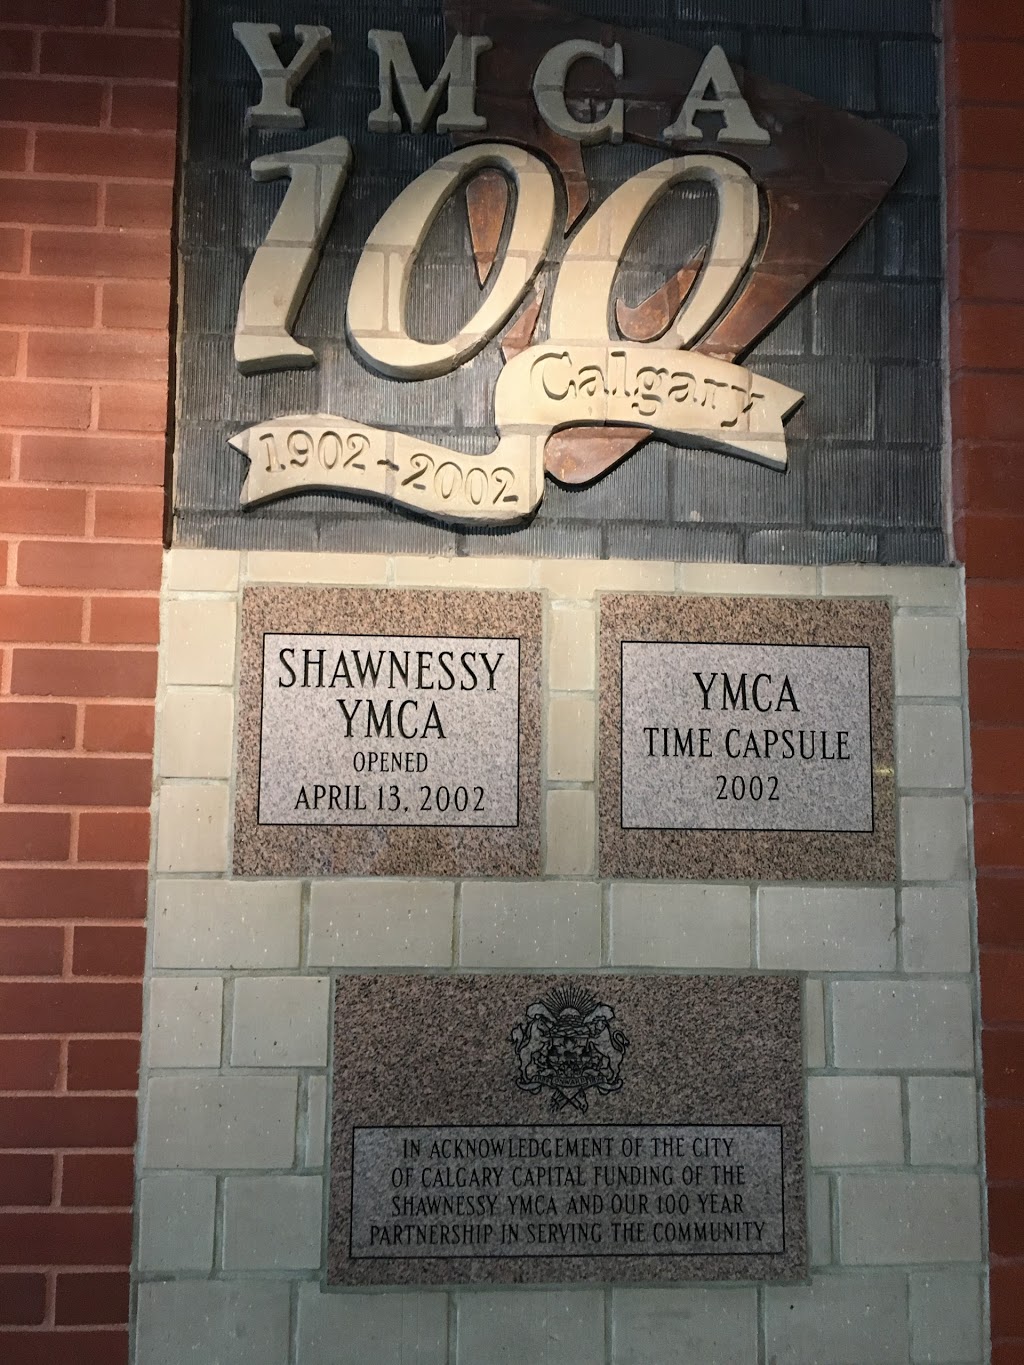 YMCA
100
Calgary
1902-2002
SHAWNESSY
YMCA
OPENED
APRIL 13, 2002
YMCA
TIME CAPSULE
2002
IN ACKNOWLEDGEMENT OF THE CITY
OF CALGARY CAPITAL FUNDING OF THE
SHAWNESSY YMCA AND OUR 100 YEAR
PARTNERSHIP IN SERVING THE COMMUNITY